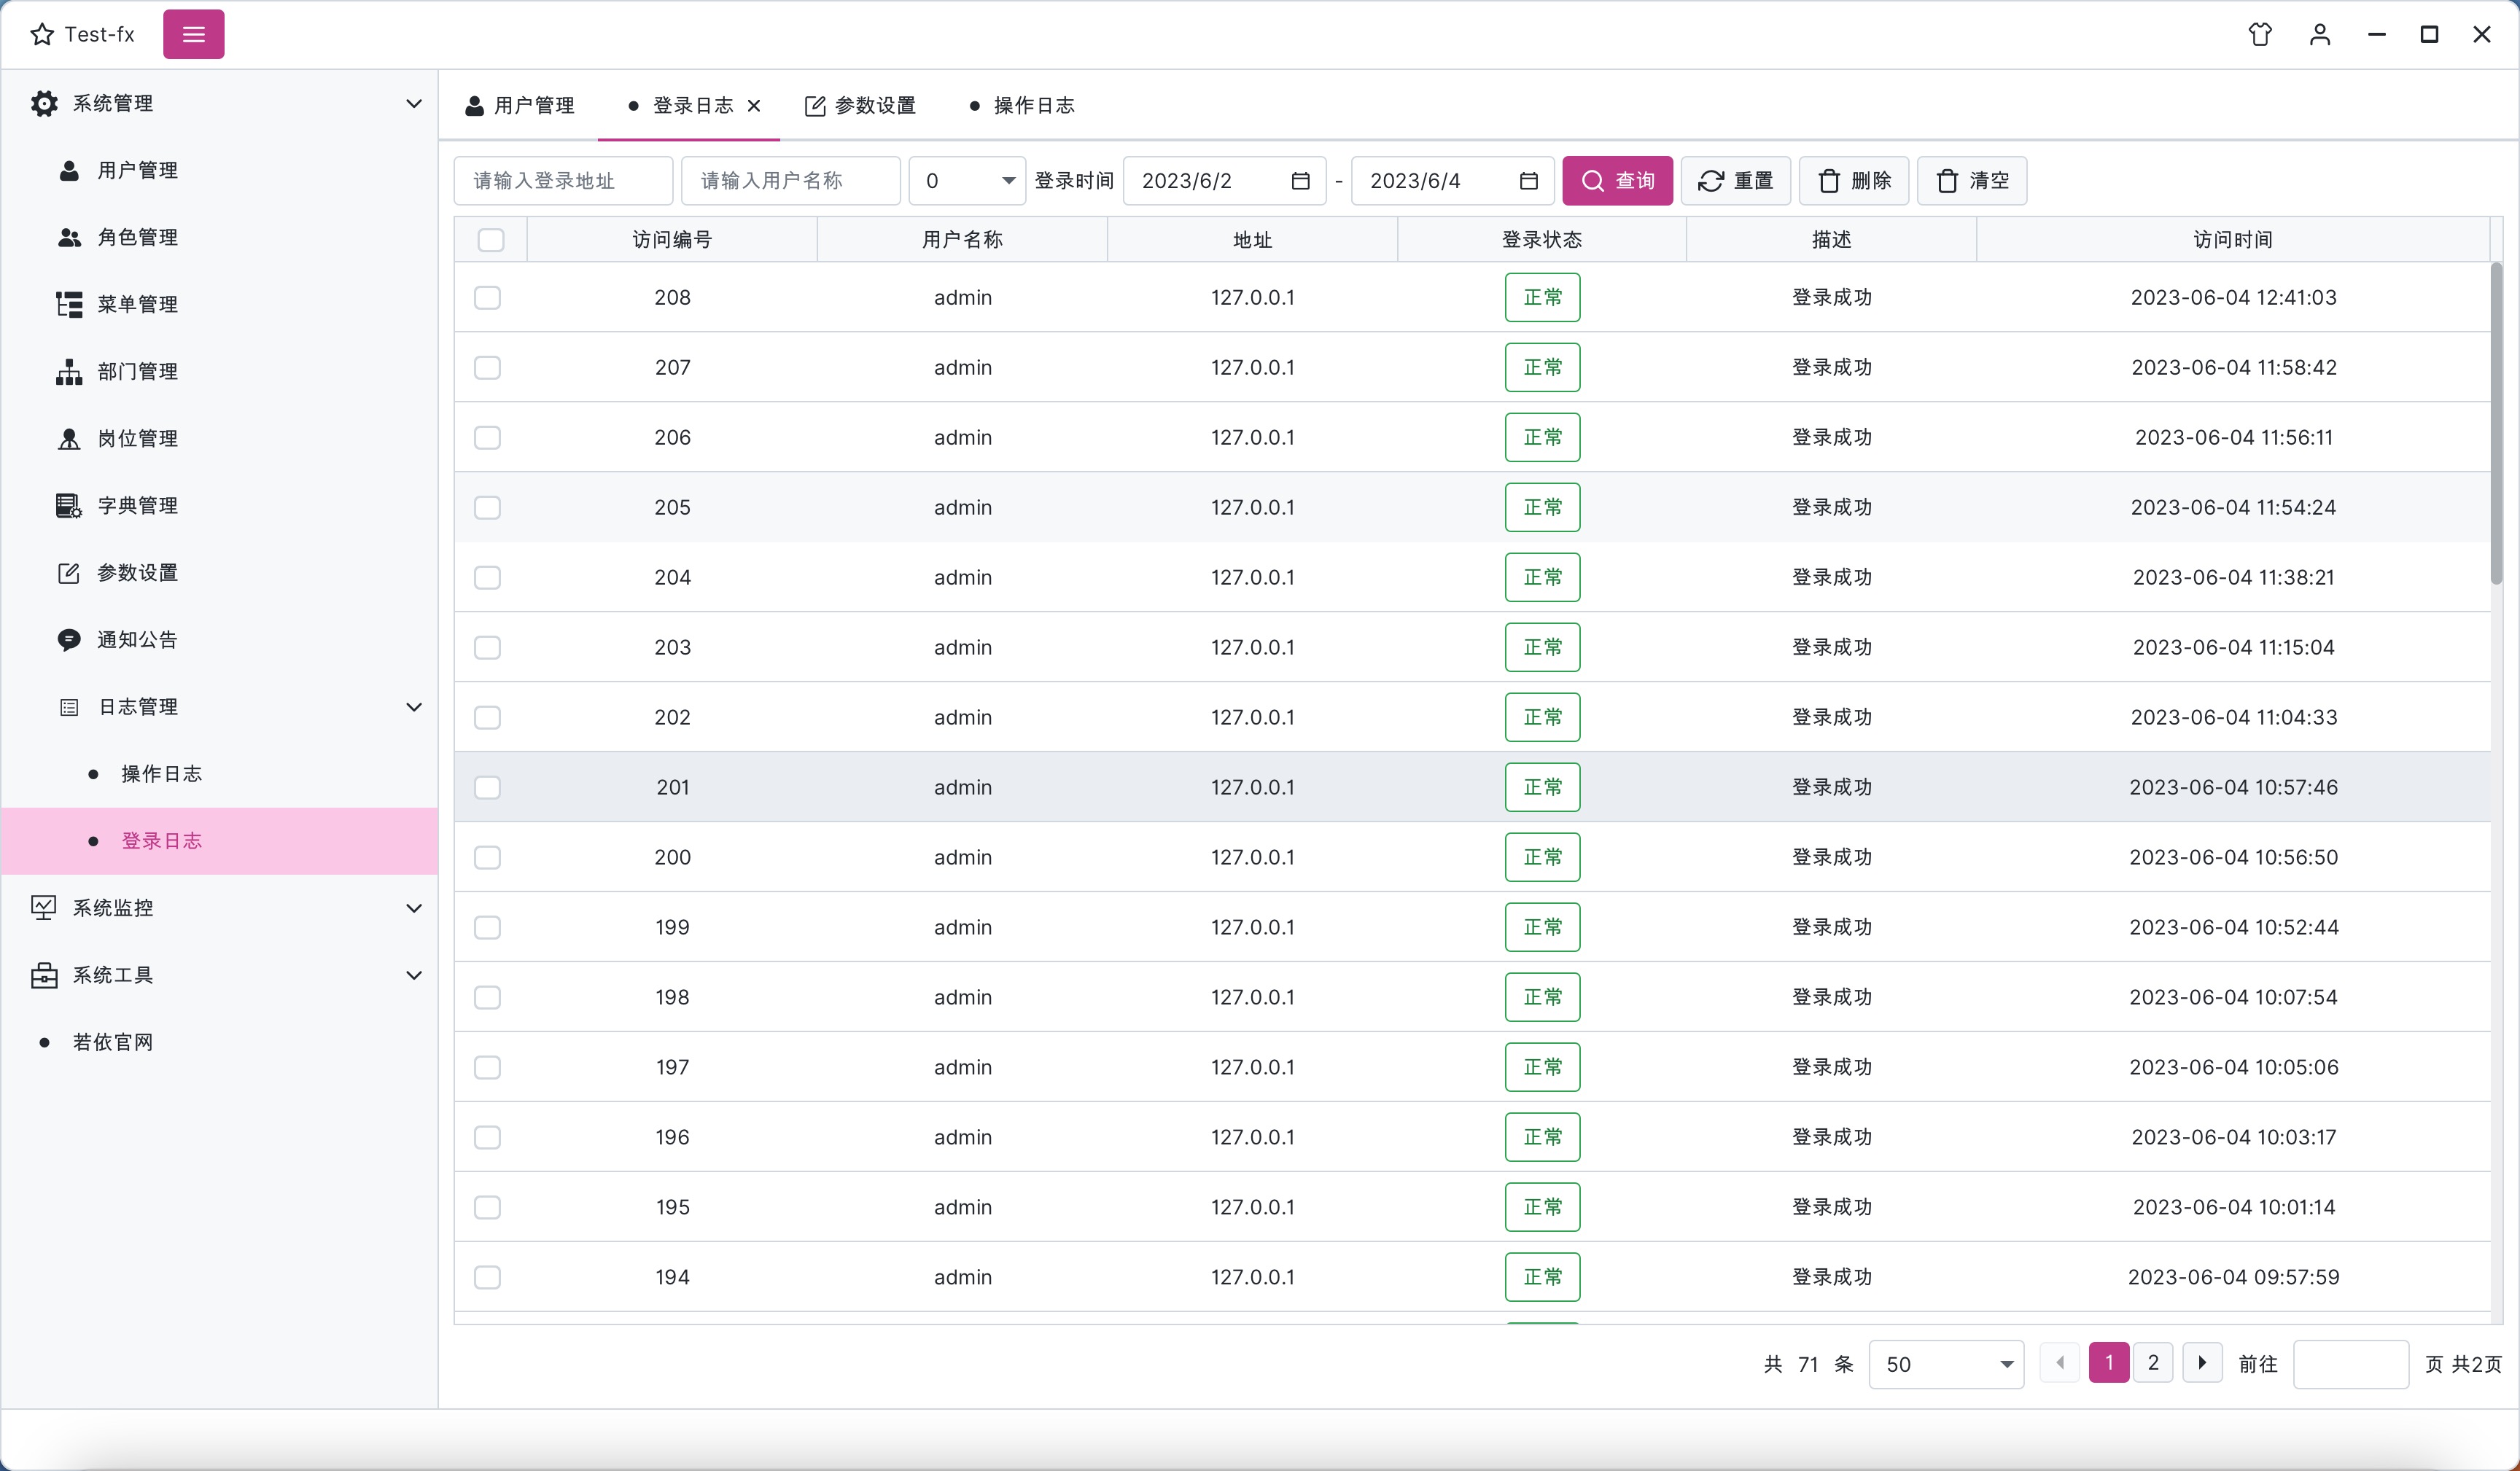 Test-fx
系统管理
用户管理
角色管理
菜单管理
部门管理
岗位管理
字典管理
参数设置
通知公告
日志管理
操作日志
登录日志
系统监控
系统工具
若依官网
用户管理 登录日志 参数设置 操作日志
请输入登录地址 请输入用户名称 0 登录时间 2023/6/2 - 2023/6/4 查询 重置 删除 清空
访问编号 用户名称 地址 登录状态 描述 访问时间
208 admin 127.0.0.1 正常 登录成功 2023-06-04 12:41:03
207 admin 127.0.0.1 正常 登录成功 2023-06-04 11:58:42
206 admin 127.0.0.1 正常 登录成功 2023-06-04 11:56:11
205 admin 127.0.0.1 正常 登录成功 2023-06-04 11:54:24
204 admin 127.0.0.1 正常 登录成功 2023-06-04 11:38:21
203 admin 127.0.0.1 正常 登录成功 2023-06-04 11:15:04
202 admin 127.0.0.1 正常 登录成功 2023-06-04 11:04:33
201 admin 127.0.0.1 正常 登录成功 2023-06-04 10:57:46
200 admin 127.0.0.1 正常 登录成功 2023-06-04 10:56:50
199 admin 127.0.0.1 正常 登录成功 2023-06-04 10:52:44
198 admin 127.0.0.1 正常 登录成功 2023-06-04 10:07:54
197 admin 127.0.0.1 正常 登录成功 2023-06-04 10:05:06
196 admin 127.0.0.1 正常 登录成功 2023-06-04 10:03:17
195 admin 127.0.0.1 正常 登录成功 2023-06-04 10:01:14
194 admin 127.0.0.1 正常 登录成功 2023-06-04 09:57:59
共 71 条 50 1 2 前往 页 共2页